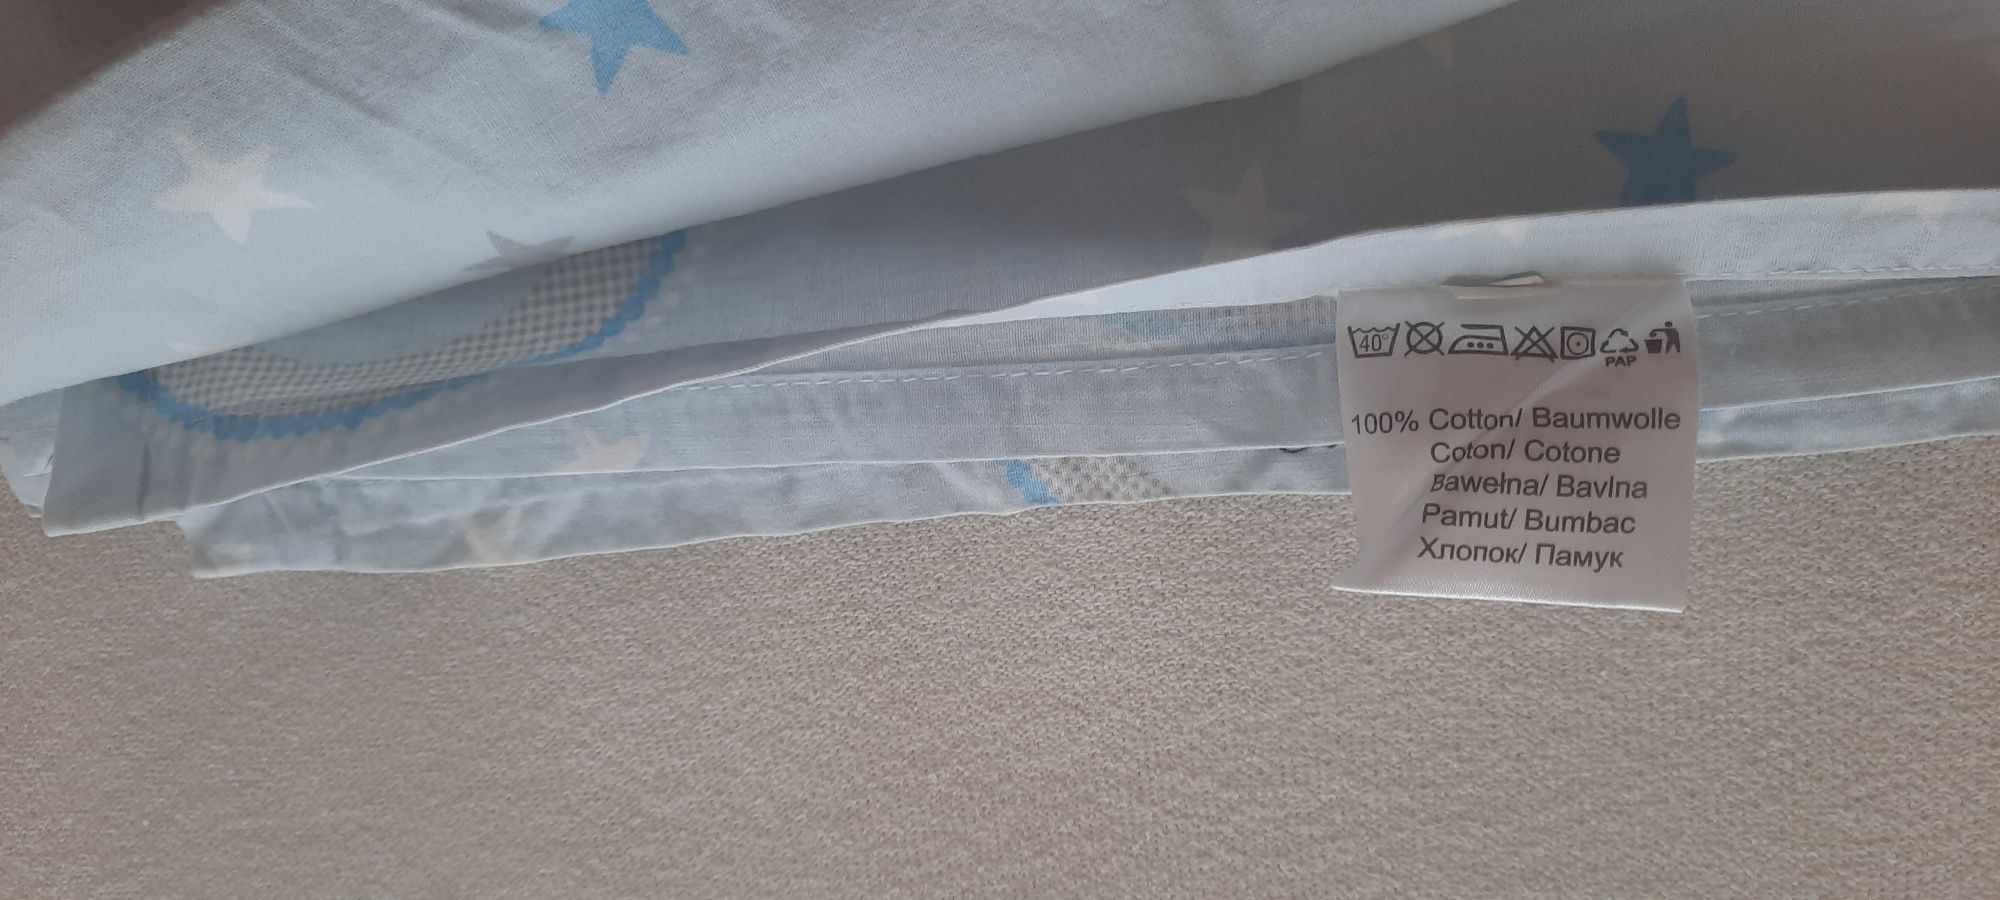 40°
PAP
100% Cotton/ Baumwolle
Coton/ Cotone
Bawełna/ Bavlna
Pamut/ Bumbac
Хлопок/ Памук